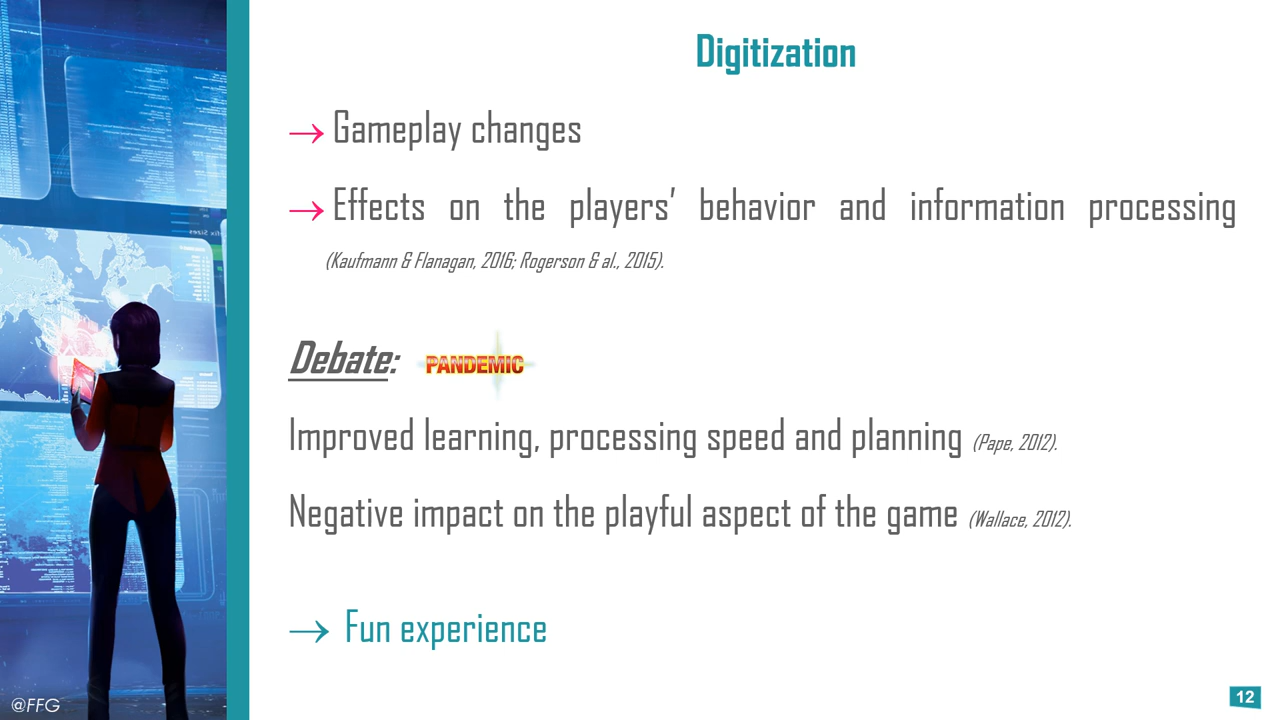 Digitization
→ Gameplay changes
→ Effects on the players’ behavior and information processing
(Kaufmann & Flanagan, 2016; Rogerson & al., 2015).
Debate: PANDEMIC
Improved learning, processing speed and planning (Pape, 2012).
Negative impact on the playful aspect of the game (Wallace, 2012).
→ Fun experience
@FFG
12